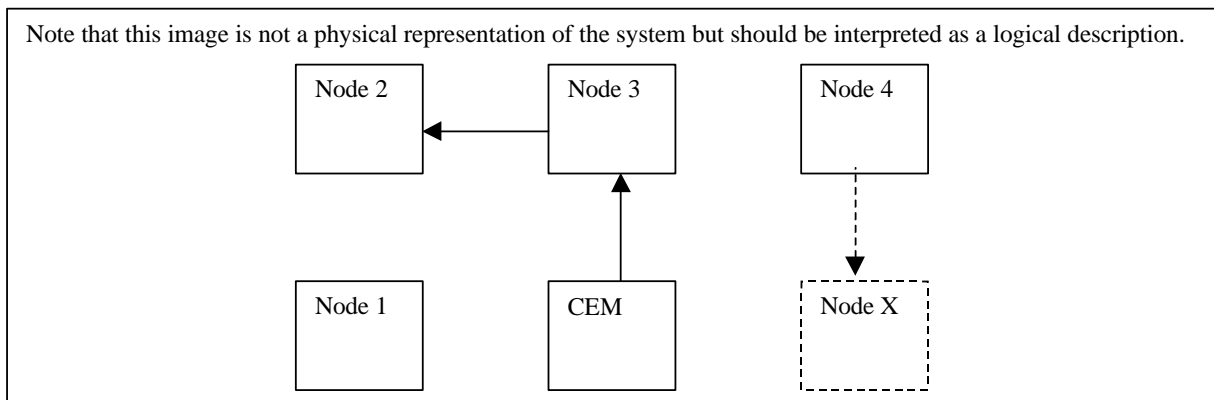 Note that this image is not a physical representation of the system but should be interpreted as a logical description.
Node 2
Node 3
Node 4
Node 1
CEM
Node X